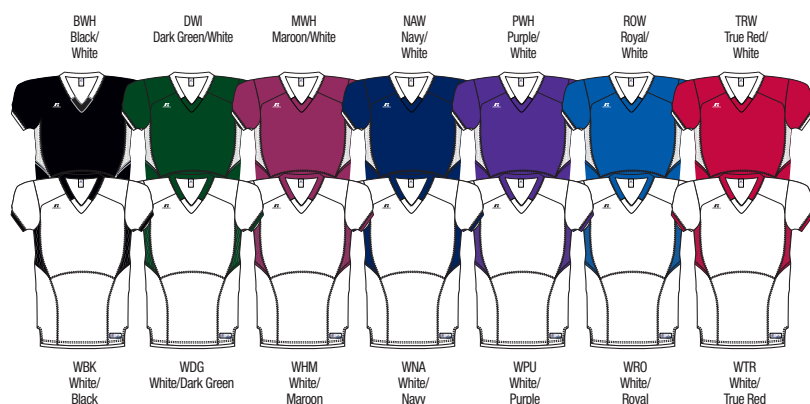 BWH
Black/
White
DWI
Dark Green/White
MWH
Maroon/White
NAW
Navy/
White
PWH
Purple/
White
ROW
Royal/
White
TRW
True Red/
White
WBK
White/
Black
WDG
White/Dark Green
WHM
White/
Maroon
WNA
White/
Navy
WPU
White/
Purple
WRO
White/
Royal
WTR
White/
True Red